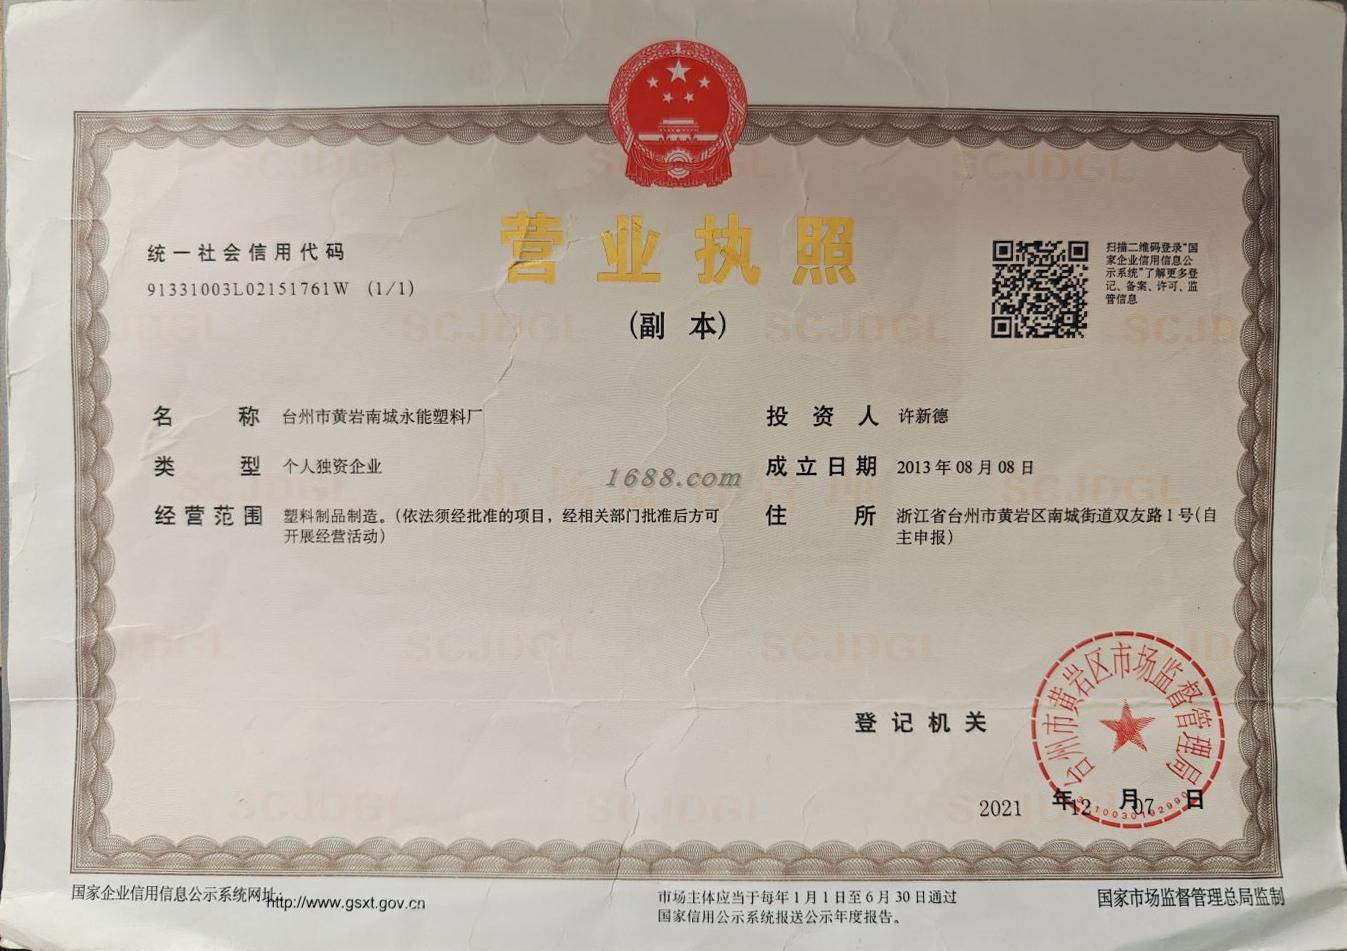 营业执照
(副 本)
统一社会信用代码
91331003L02151761W (1/1)
扫描二维码登录"国
家企业信用信息公
示系统"了解更多登
记、备案、许可、监
管信息
名 称 台州市黄岩南城永能塑料厂
类 型 个人独资企业
经营范围 塑料制品制造。(依法须经批准的项目,经相关部门批准后方可
开展经营活动)
投 资 人 许新德
成立日期 2013年08月08日
住 所 浙江省台州市黄岩区南城街道双友路1号(自
主申报)
1688.com
登记机关
台州市黄岩区市场监督管理局
2021 年 12 月 07 日
国家企业信用信息公示系统网址:http://www.gsxt.gov.cn
市场主体应当于每年1月1日至6月30日通过
国家信用公示系统报送公示年度报告。
国家市场监督管理总局监制
SCJDGL